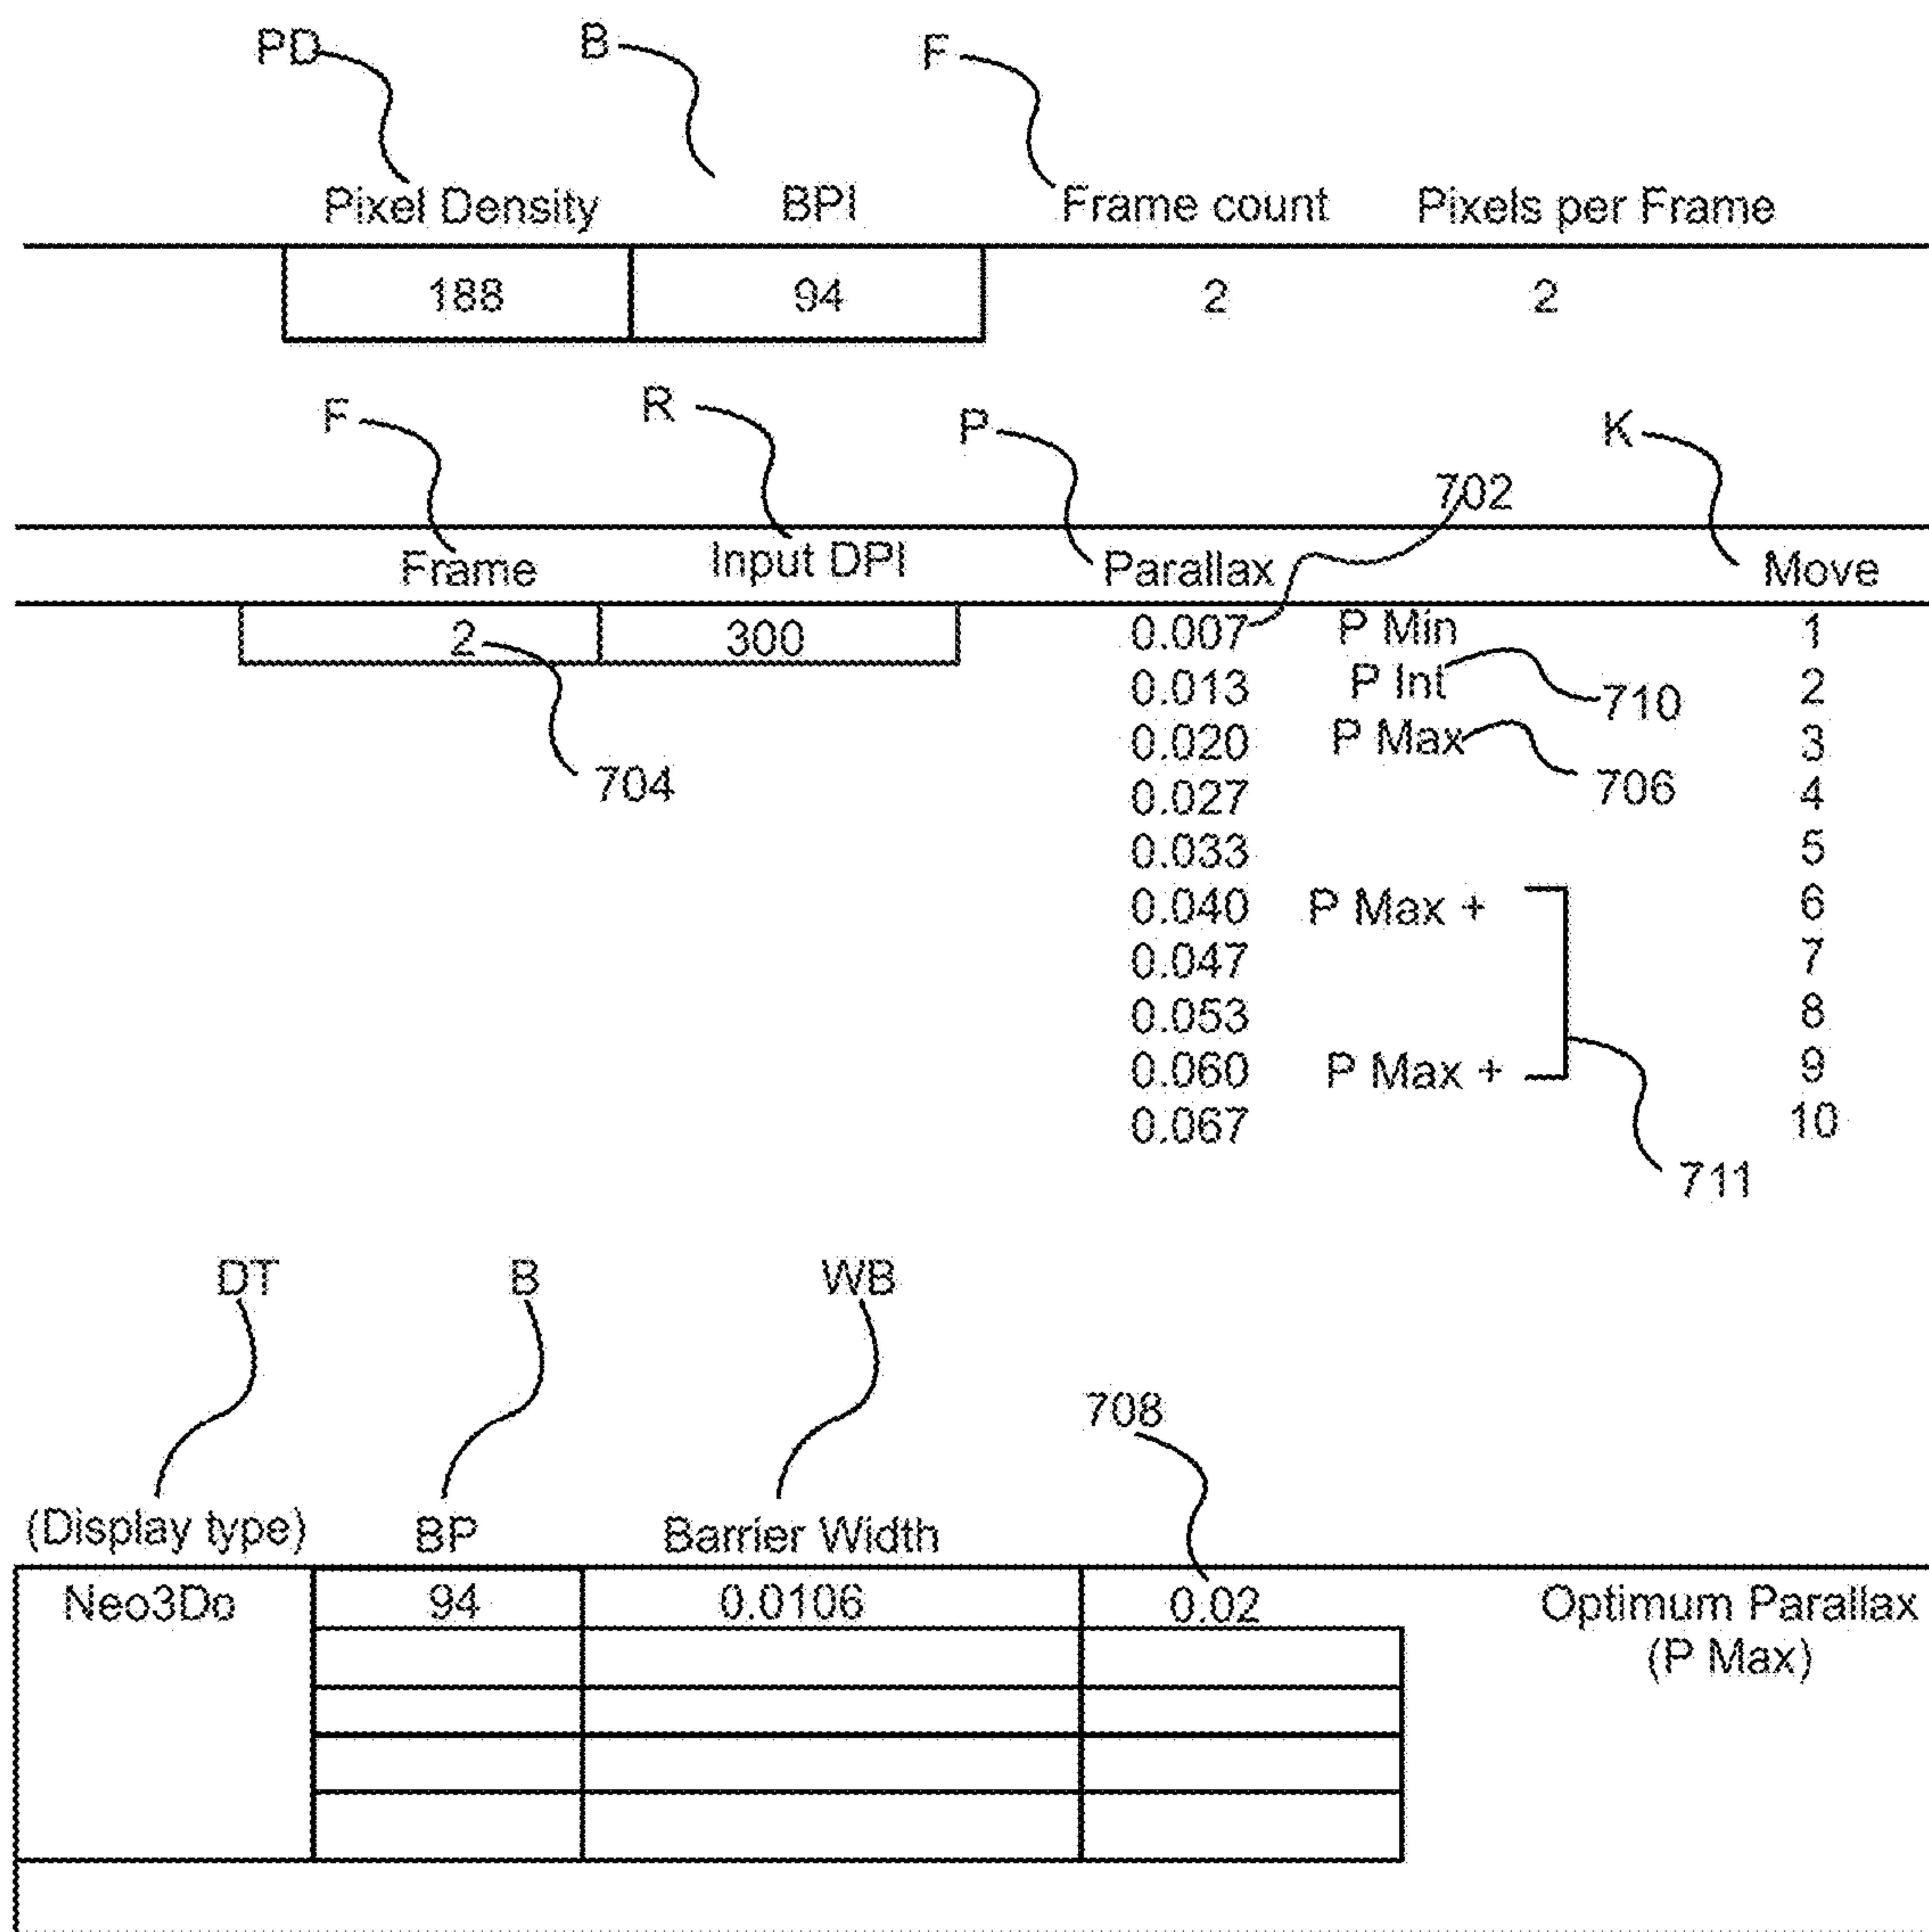 PD B F
Pixel Density BPI Frame count Pixels per Frame
188 94 2 2
F R P K
702
Frame Input DPI Parallax Move
2 300 0.007 P Min 1
0.013 P Int 710 2
0.020 P Max 3
704 0.027 706 4
0.033 5
0.040 P Max + 6
0.047 7
0.053 8
0.060 P Max + 9
0.067 10
711
DT B WB
708
(Display type) BP Barrier Width
Neo3Do 94 0.0106 0.02 Optimum Parallax
(P Max)